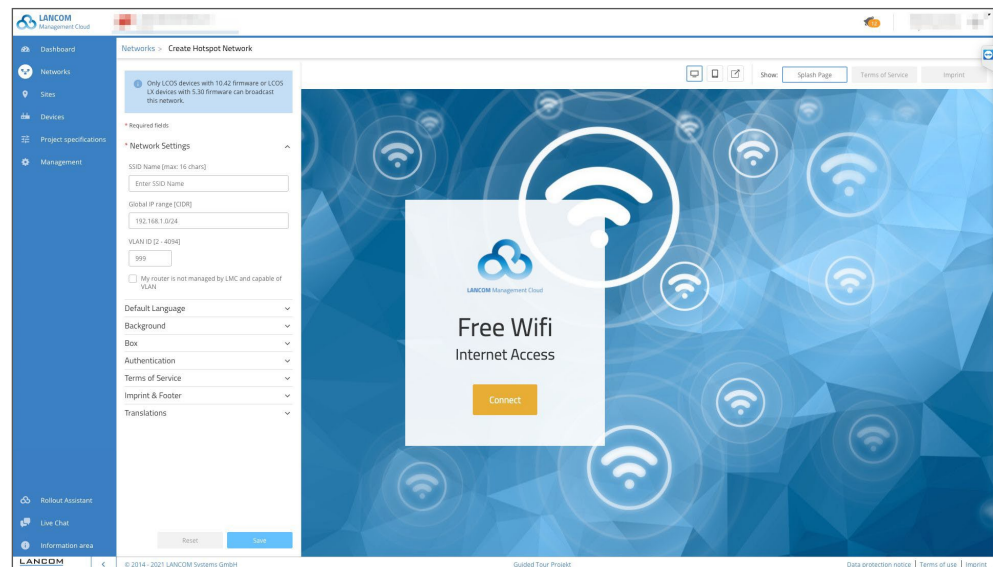 LANCOM
Management Cloud
Dashboard
Networks
Sites
Devices
Project specifications
Management
Rollout Assistant
Live Chat
Information area
LANCOM
Networks > Create Hotspot Network
Only LCOS devices with 10.42 firmware or LCOS
LX devices with 5.30 firmware can broadcast
this network.
* Required fields
* Network Settings
SSID Name [max: 16 chars]
Enter SSID Name
Global IP range [CIDR]
192.168.1.0/24
VLAN ID [2 - 4094]
999
My router is not managed by LMC and capable of
VLAN
Default Language
Background
Box
Authentication
Terms of Service
Imprint & Footer
Translations
Reset
Save
Show:
Splash Page
Terms of Service
Imprint
LANCOM Management Cloud
Free Wifi
Internet Access
Connect
© 2014 - 2021 LANCOM Systems GmbH
Guided Tour Projekt
Data protection notice | Terms of use | Imprint